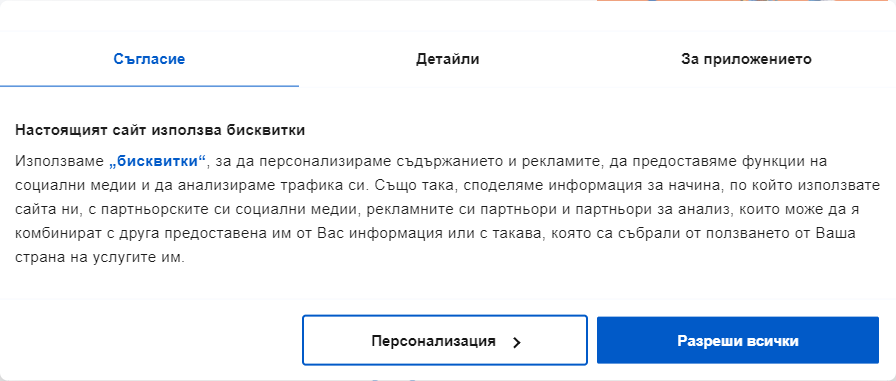 Съгласие
Детайли
За приложението
Настоящият сайт използва бисквитки
Използваме „бисквитки“, за да персонализираме съдържанието и рекламите, да предоставяме функции на
социални медии и да анализираме трафика си. Също така, споделяме информация за начина, по който използвате
сайта ни, с партньорските си социални медии, рекламните си партньори и партньори за анализ, които може да я
комбинират с друга предоставена им от Вас информация или с такава, която са събрали от ползването от Ваша
страна на услугите им.
Персонализация
Разреши всички